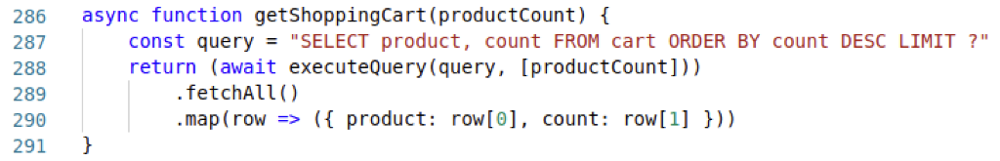 286 async function getShoppingCart(productCount) {
287     const query = "SELECT product, count FROM cart ORDER BY count DESC LIMIT ?"
288     return (await executeQuery(query, [productCount]))
289         .fetchAll()
290         .map(row => ({ product: row[0], count: row[1] }))
291 }